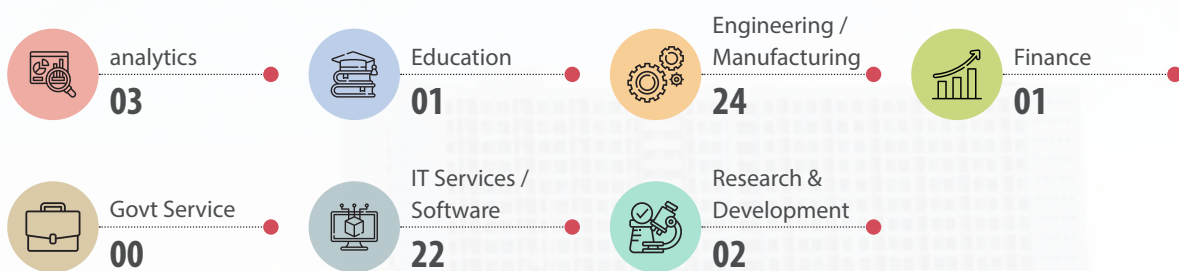 analytics
03
Education
01
Engineering /
Manufacturing
24
Finance
01
Govt Service
00
IT Services /
Software
22
Research &
Development
02